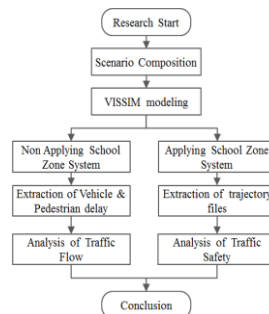 Research Start
Scenario Composition
VISSIM modeling
Non Applying School
Zone System
Applying School Zone
System
Extraction of Vehicle &
Pedestrian delay
Extraction of trajectory
files
Analysis of Traffic
Flow
Analysis of Traffic
Safety
Conclusion